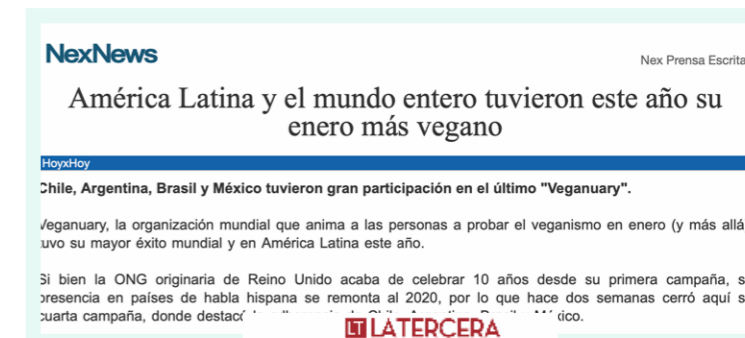 NexNews
Nex Prensa Escrita
América Latina y el mundo entero tuvieron este año su
enero más vegano
HoyxHoy
Chile, Argentina, Brasil y México tuvieron gran participación en el último "Veganuary".
Veganuary, la organización mundial que anima a las personas a probar el veganismo en enero (y más allá
tuvo su mayor éxito mundial y en América Latina este año.
Si bien la ONG originaria de Reino Unido acaba de celebrar 10 años desde su primera campaña, s
presencia en países de habla hispana se remonta al 2020, por lo que hace dos semanas cerró aquí s
cuarta campaña, donde México.
LT LATERCERA